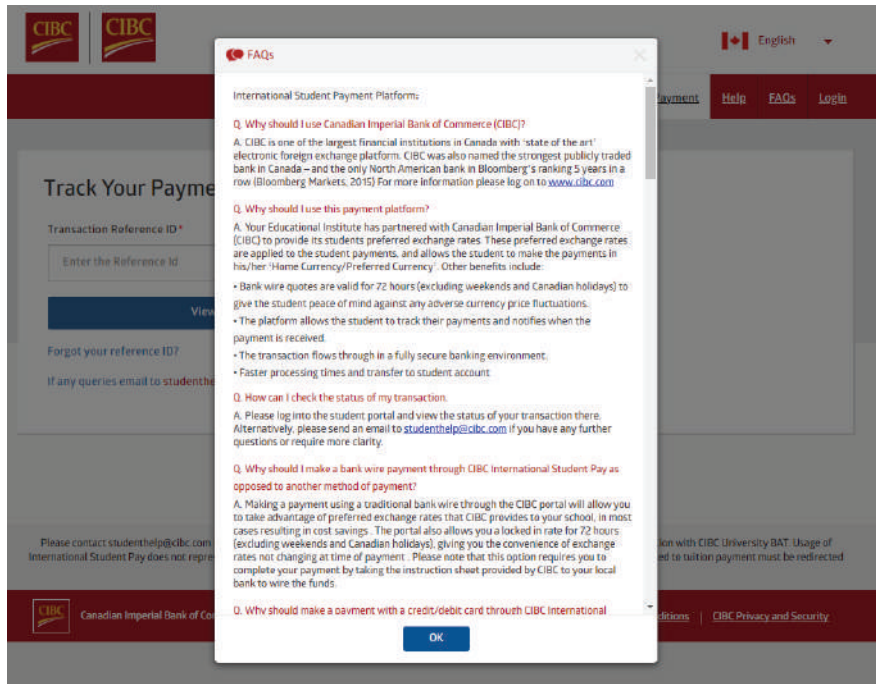 CIBC CIBC
English
FAQs
Payment Help FAQs Login
International Student Payment Platform:
Q. Why should I use Canadian Imperial Bank of Commerce (CIBC)?
A. CIBC is one of the largest financial institutions in Canada with 'state of the art'
electronic foreign exchange platform. CIBC was also named the strongest publicly traded
bank in Canada – and the only North American bank in Bloomberg's ranking 5 years in a
row (Bloomberg Markets, 2015) For more information please log on to www.cibc.com
Q. Why should I use this payment platform?
A. Your Educational Institute has partnered with Canadian Imperial Bank of Commerce
(CIBC) to provide its students preferred exchange rates. These preferred exchange rates
are applied to the student payments, and allows the student to make the payments in
his/her 'Home Currency/Preferred Currency'. Other benefits include:
• Bank wire quotes are valid for 72 hours (excluding weekends and Canadian holidays) to
give the student peace of mind against any adverse currency price fluctuations.
• The platform allows the student to track their payments and notifies when the
payment is received.
• The transaction flows through in a fully secure banking environment.
• Faster processing times and transfer to student account
Q. How can I check the status of my transaction.
A. Please log into the student portal and view the status of your transaction there.
Alternatively, please send an email to studenthelp@cibc.com if you have any further
questions or require more clarity.
Q. Why should I make a bank wire payment through CIBC International Student Pay as
opposed to another method of payment?
A. Making a payment using a traditional bank wire through the CIBC portal will allow you
to take advantage of preferred exchange rates that CIBC provides to your school, in most
cases resulting in cost savings . The portal also allows you a locked in rate for 72 hours
(excluding weekends and Canadian holidays), giving you the convenience of exchange
rates not changing at time of payment . Please note that this option requires you to
complete your payment by taking the instruction sheet provided by CIBC to your local
bank to wire the funds.
Q. Why should make a payment with a credit/debit card through CIBC International
OK
Track Your Payme
Transaction Reference ID*
Enter the Reference Id
View
Forgot your reference ID?
If any queries email to studenthe
Please contact studenthelp@cibc.com ion with CIBC University BAT. Usage of
International Student Pay does not repre ed to tuition payment must be redirected
CIBC Canadian Imperial Bank of Co ditions | CIBC Privacy and Security